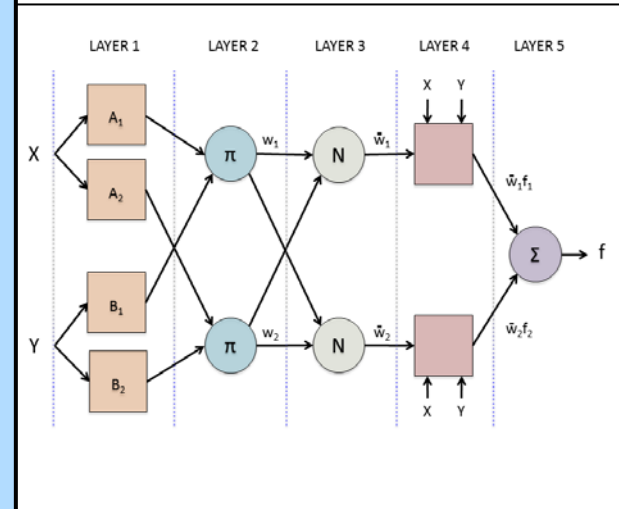 LAYER 1 LAYER 2 LAYER 3 LAYER 4 LAYER 5
X Y
A₁
w₁ w̄₁
X π N
A₂ w̄₁f₁
Σ f
B₁
w₂ w̄₂ w̄₂f₂
Y π N
B₂
X Y